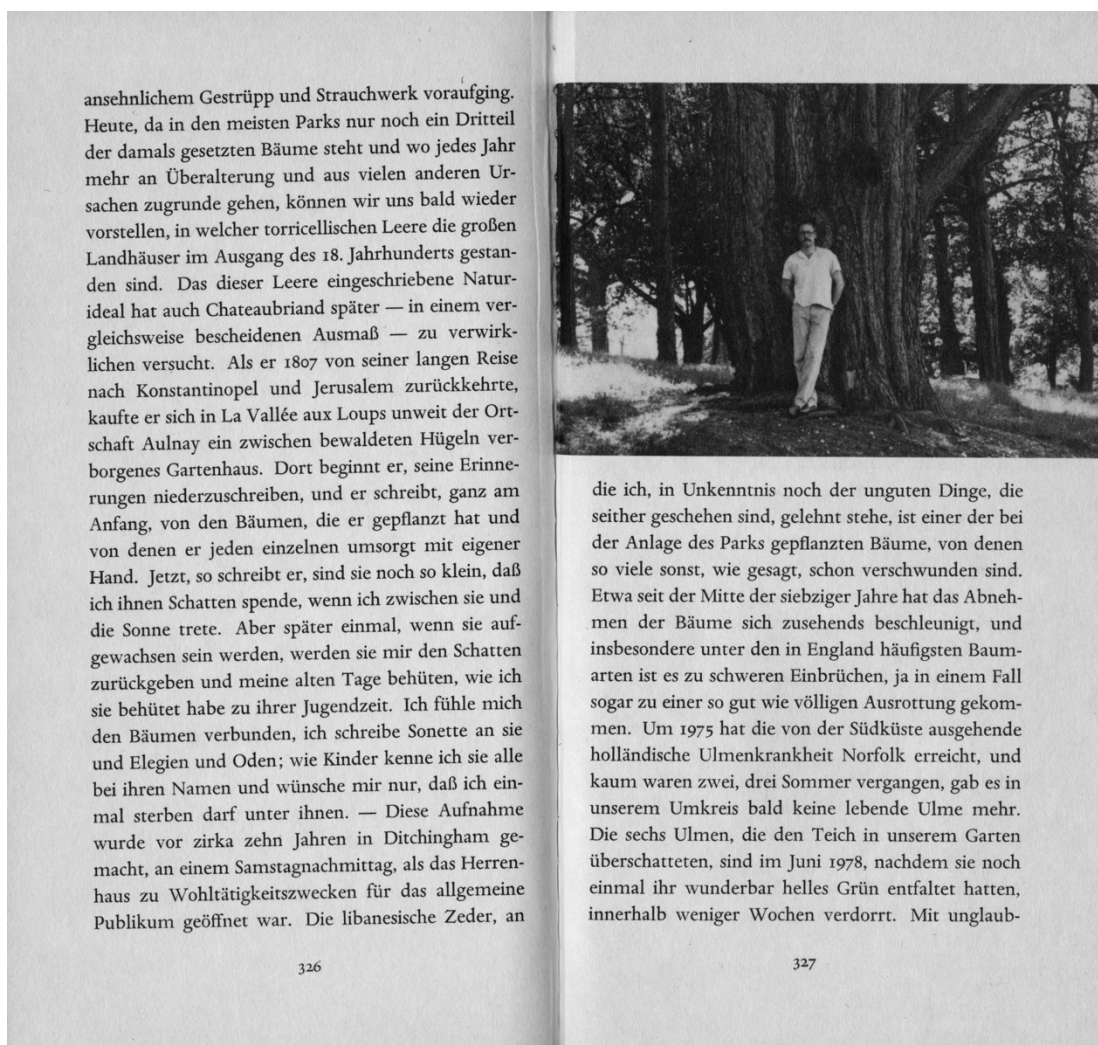 ansehnlichem Gestrüpp und Strauchwerk voraufging.
Heute, da in den meisten Parks nur noch ein Dritteil
der damals gesetzten Bäume steht und wo jedes Jahr
mehr an Überalterung und aus vielen anderen Ur-
sachen zugrunde gehen, können wir uns bald wieder
vorstellen, in welcher torricellischen Leere die großen
Landhäuser im Ausgang des 18. Jahrhunderts gestan-
den sind. Das dieser Leere eingeschriebene Natur-
ideal hat auch Chateaubriand später — in einem ver-
gleichsweise bescheidenen Ausmaß — zu verwirk-
lichen versucht. Als er 1807 von seiner langen Reise
nach Konstantinopel und Jerusalem zurückkehrte,
kaufte er sich in La Vallée aux Loups unweit der Ort-
schaft Aulnay ein zwischen bewaldeten Hügeln ver-
borgenes Gartenhaus. Dort beginnt er, seine Erinne-
rungen niederzuschreiben, und er schreibt, ganz am
Anfang, von den Bäumen, die er gepflanzt hat und
von denen er jeden einzelnen umsorgt mit eigener
Hand. Jetzt, so schreibt er, sind sie noch so klein, daß
ich ihnen Schatten spende, wenn ich zwischen sie und
die Sonne trete. Aber später einmal, wenn sie auf-
gewachsen sein werden, werden sie mir den Schatten
zurückgeben und meine alten Tage behüten, wie ich
sie behütet habe zu ihrer Jugendzeit. Ich fühle mich
den Bäumen verbunden, ich schreibe Sonette an sie
und Elegien und Oden; wie Kinder kenne ich sie alle
bei ihren Namen und wünsche mir nur, daß ich ein-
mal sterben darf unter ihnen. — Diese Aufnahme
wurde vor zirka zehn Jahren in Ditchingham ge-
macht, an einem Samstagnachmittag, als das Herren-
haus zu Wohltätigkeitszwecken für das allgemeine
Publikum geöffnet war. Die libanesische Zeder, an
326
die ich, in Unkenntnis noch der unguten Dinge, die
seither geschehen sind, gelehnt stehe, ist einer der bei
der Anlage des Parks gepflanzten Bäume, von denen
so viele sonst, wie gesagt, schon verschwunden sind.
Etwa seit der Mitte der siebziger Jahre hat das Abneh-
men der Bäume sich zusehends beschleunigt, und
insbesondere unter den in England häufigsten Baum-
arten ist es zu schweren Einbrüchen, ja in einem Fall
sogar zu einer so gut wie völligen Ausrottung gekom-
men. Um 1975 hat die von der Südküste ausgehende
holländische Ulmenkrankheit Norfolk erreicht, und
kaum waren zwei, drei Sommer vergangen, gab es in
unserem Umkreis bald keine lebende Ulme mehr.
Die sechs Ulmen, die den Teich in unserem Garten
überschatteten, sind im Juni 1978, nachdem sie noch
einmal ihr wunderbar helles Grün entfaltet hatten,
innerhalb weniger Wochen verdorrt. Mit unglaub-
327